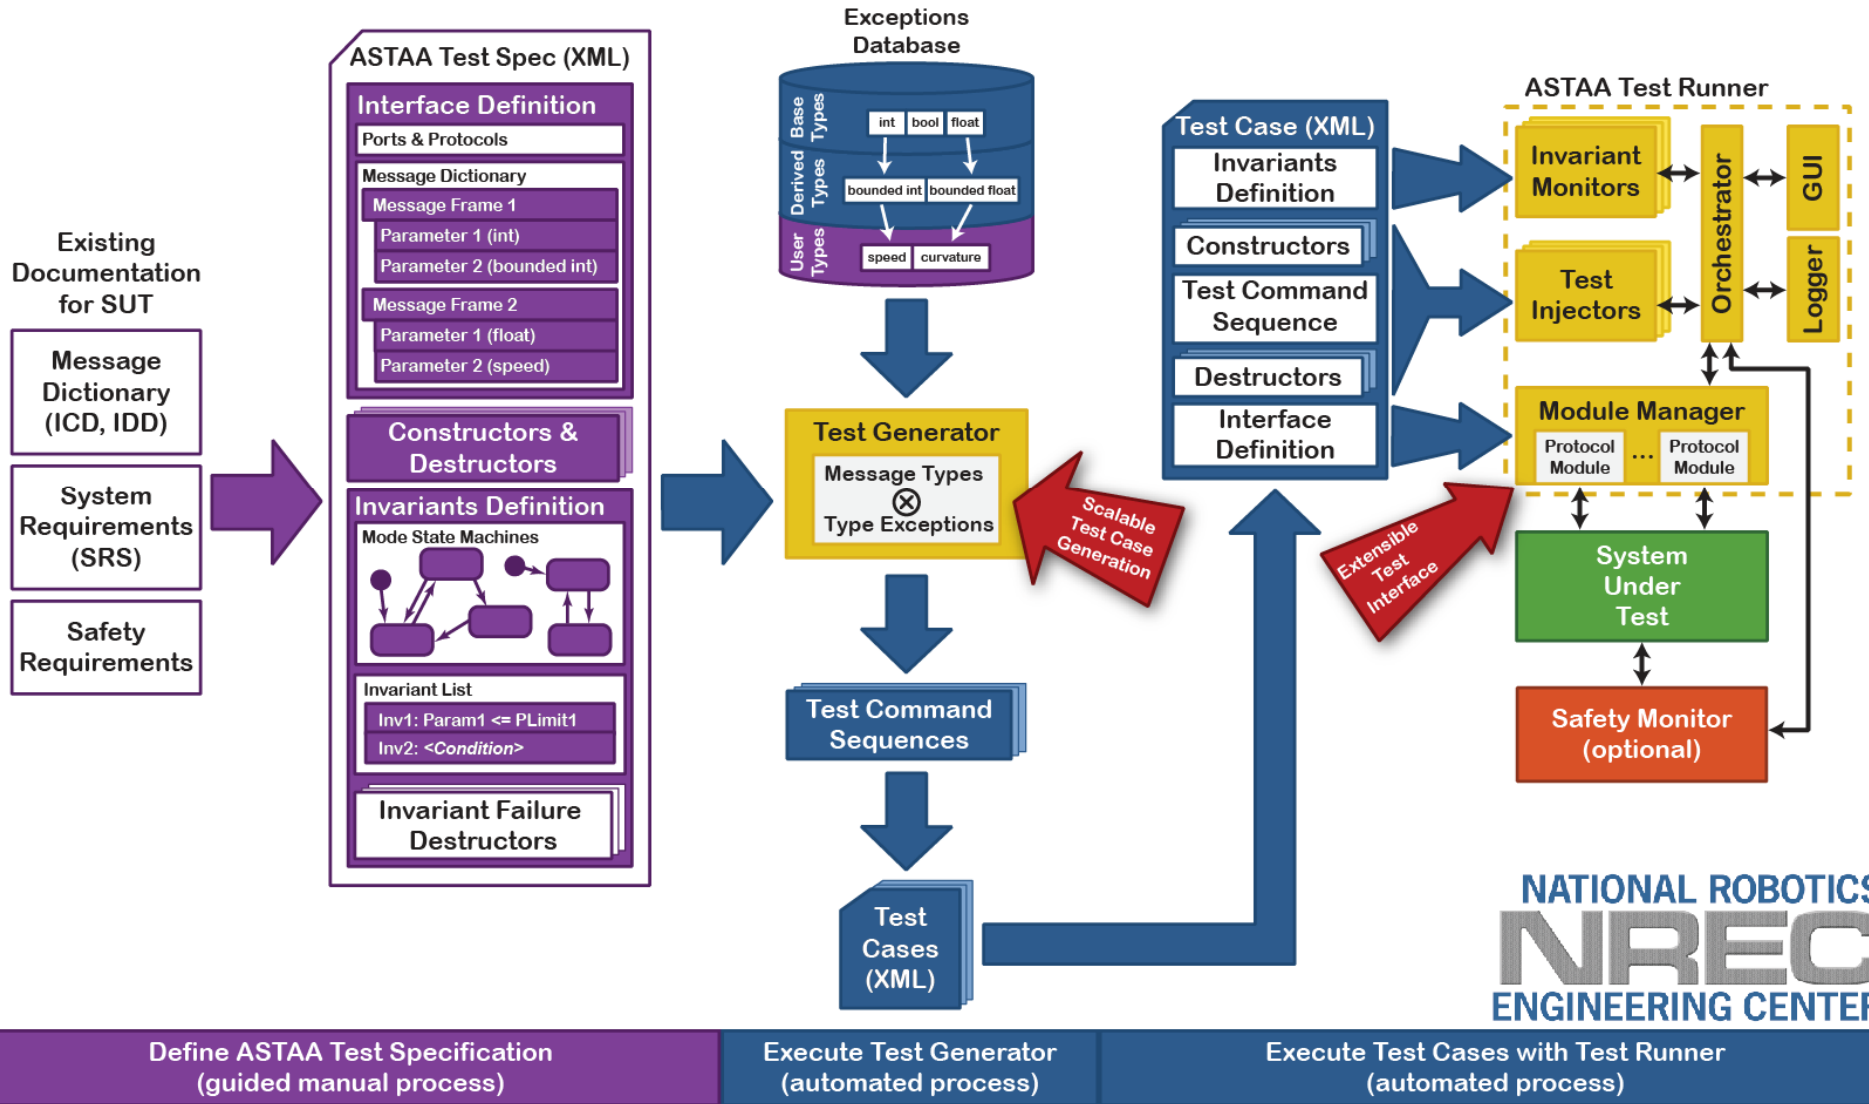 Existing
Documentation
for SUT
Message
Dictionary
(ICD, IDD)
System
Requirements
(SRS)
Safety
Requirements
ASTAA Test Spec (XML)
Interface Definition
Ports & Protocols
Message Dictionary
Message Frame 1
Parameter 1 (int)
Parameter 2 (bounded int)
Message Frame 2
Parameter 1 (float)
Parameter 2 (speed)
Constructors &
Destructors
Invariants Definition
Mode State Machines
Invariant List
Inv1: Param1 <= PLimit1
Inv2: <Condition>
Invariant Failure
Destructors
Exceptions
Database
Base
Types
int bool float
Derived
Types
bounded int bounded float
User
Types
speed curvature
Test Generator
Message Types
⊗
Type Exceptions
Scalable
Test Case
Generation
Test Command
Sequences
Test
Cases
(XML)
Test Case (XML)
Invariants
Definition
Constructors
Test Command
Sequence
Destructors
Interface
Definition
ASTAA Test Runner
Invariant
Monitors
Test
Injectors
Orchestrator
GUI
Logger
Module Manager
Protocol
Module
...
Protocol
Module
Extensible
Test
Interface
System
Under
Test
Safety Monitor
(optional)
NATIONAL ROBOTICS
NREC
ENGINEERING CENTER
Define ASTAA Test Specification
(guided manual process)
Execute Test Generator
(automated process)
Execute Test Cases with Test Runner
(automated process)